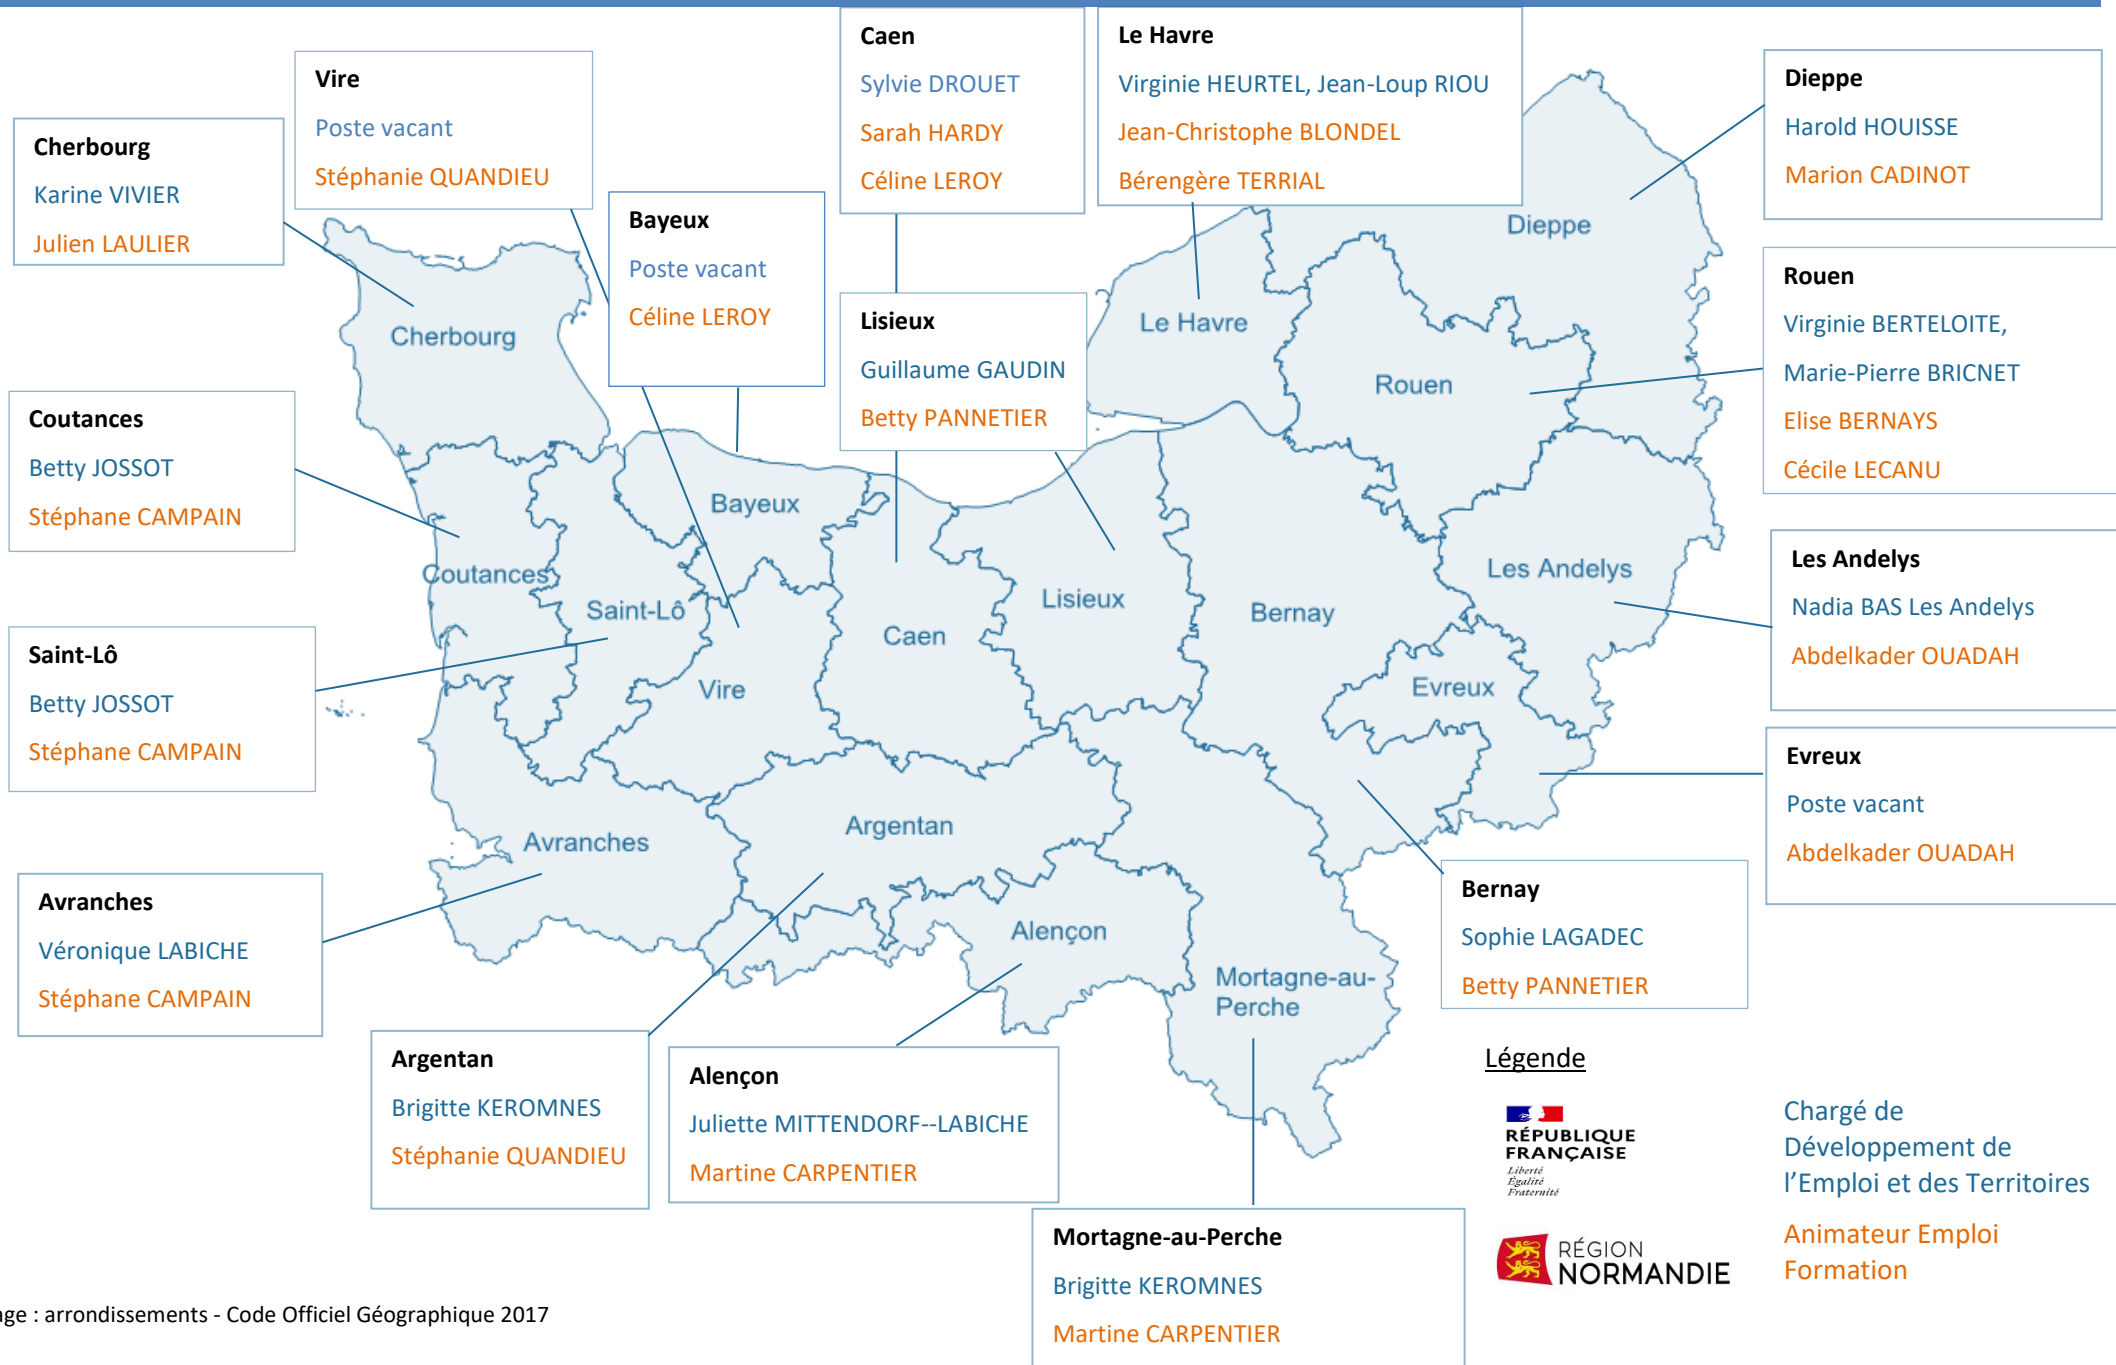 Caen
Sylvie DROUET
Sarah HARDY
Céline LEROY
Le Havre
Virginie HEURTEL, Jean-Loup RIOU
Jean-Christophe BLONDEL
Bérengère TERRIAL
Vire
Poste vacant
Stéphanie QUANDIEU
Dieppe
Harold HOUISSE
Marion CADINOT
Cherbourg
Karine VIVIER
Julien LAULIER
Bayeux
Poste vacant
Céline LEROY
Lisieux
Guillaume GAUDIN
Betty PANNETIER
Rouen
Virginie BERTELOITE,
Marie-Pierre BRICNET
Elise BERNAYS
Cécile LECANU
Coutances
Betty JOSSOT
Stéphane CAMPAIN
Les Andelys
Nadia BAS Les Andelys
Abdelkader OUADAH
Saint-Lô
Betty JOSSOT
Stéphane CAMPAIN
Evreux
Poste vacant
Abdelkader OUADAH
Avranches
Véronique LABICHE
Stéphane CAMPAIN
Bernay
Sophie LAGADEC
Betty PANNETIER
Argentan
Brigitte KEROMNES
Stéphanie QUANDIEU
Alençon
Juliette MITTENDORF--LABICHE
Martine CARPENTIER
Mortagne-au-Perche
Brigitte KEROMNES
Martine CARPENTIER
Dieppe
Cherbourg
Le Havre
Rouen
Bayeux
Coutances
Saint-Lô
Les Andelys
Lisieux
Bernay
Caen
Vire
Evreux
Argentan
Avranches
Alençon
Mortagne-au-
Perche
Légende
RÉPUBLIQUE
FRANÇAISE
Liberté
Égalité
Fraternité
Chargé de
Développement de
l’Emploi et des Territoires
RÉGION
NORMANDIE
Animateur Emploi
Formation
age : arrondissements - Code Officiel Géographique 2017